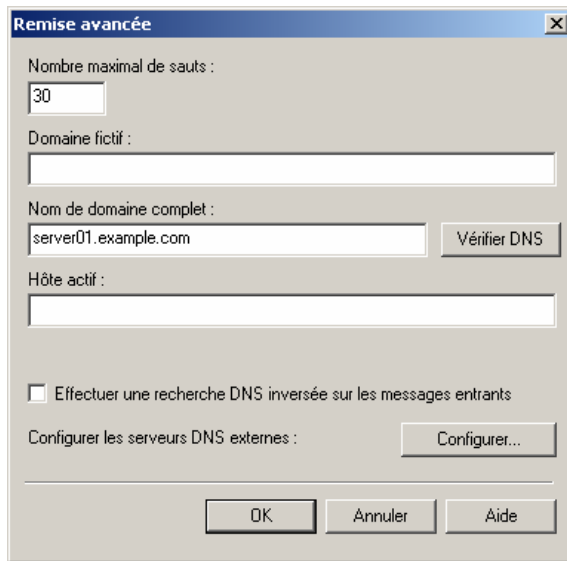 Remise avancée
Nombre maximal de sauts :
30
Domaine fictif :
Nom de domaine complet :
server01.example.com
Vérifier DNS
Hôte actif :
Effectuer une recherche DNS inversée sur les messages entrants
Configurer les serveurs DNS externes :
Configurer...
OK
Annuler
Aide